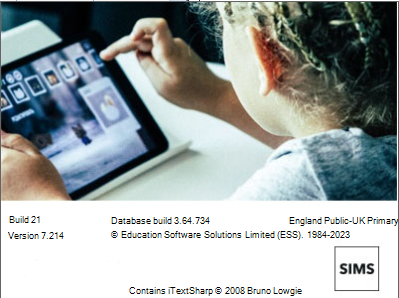 Build 21
Database build 3.64.734
England Public-UK Primary
Version 7.214
© Education Software Solutions Limited (ESS). 1984-2023
SIMS
Contains iTextSharp © 2008 Bruno Lowgie